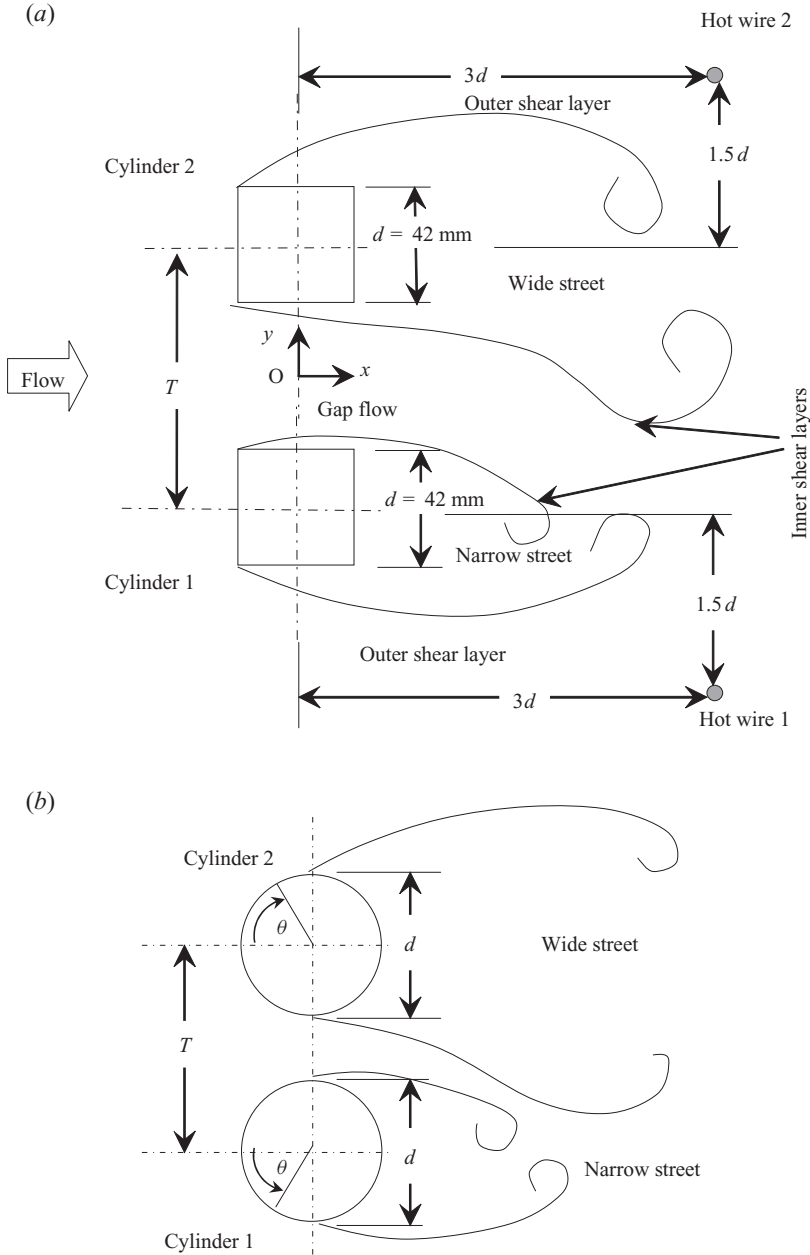 (a)
Hot wire 2
3d
Outer shear layer
1.5d
Cylinder 2
d = 42 mm
Wide street
y
Flow
T
O
x
Gap flow
Inner shear layers
d = 42 mm
Narrow street
Cylinder 1
1.5d
Outer shear layer
3d
Hot wire 1
(b)
Cylinder 2
θ
d
Wide street
T
θ
d
Narrow street
Cylinder 1